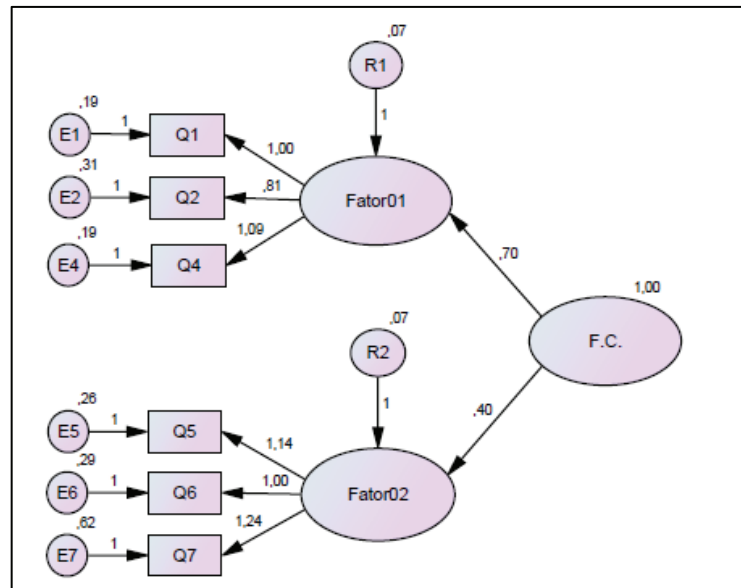 ,07
R1
,19
1
1
E1
Q1
1,00
,31
1
,81
E2
Q2
Fator01
,19
1,09
1
E4
Q4
,70
1,00
,07
F.C.
R2
,26
1
,40
1
E5
Q5
1,14
,29
1
1,00
E6
Q6
Fator02
,62
1,24
1
E7
Q7